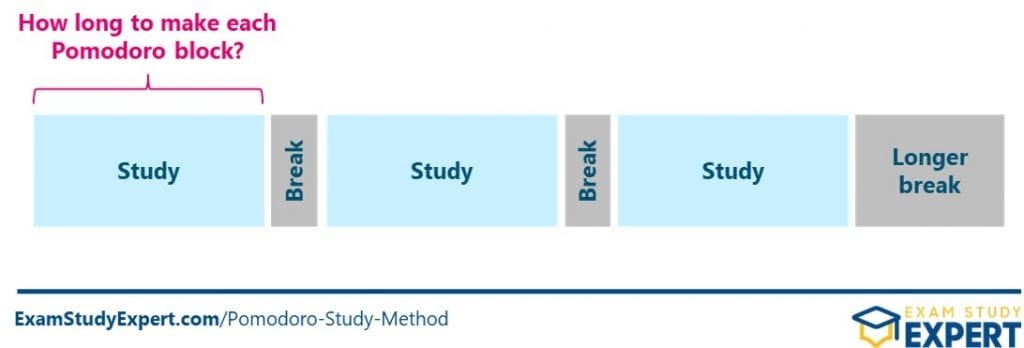 How long to make each
Pomodoro block?
Study
Break
Study
Break
Study
Longer
break
ExamStudyExpert.com/Pomodoro-Study-Method
EXAM STUDY
EXPERT